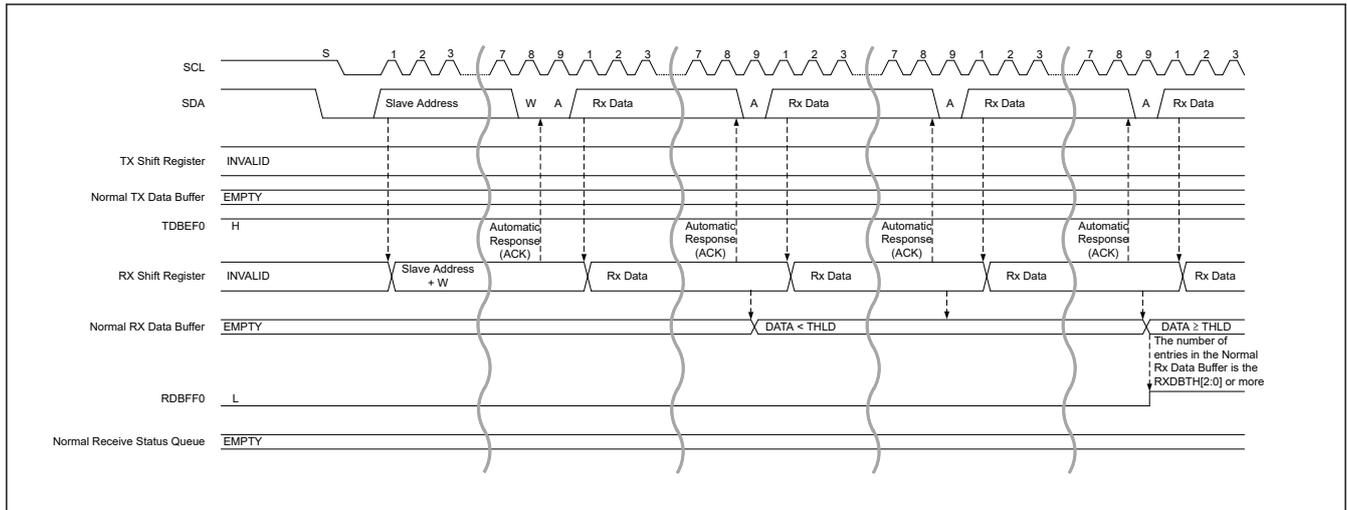 S 1 2 3 7 8 9 1 2 3 7 8 9 1 2 3 7 8 9 1 2 3 7 8 9 1 2 3
SCL
SDA Slave Address W A Rx Data A Rx Data A Rx Data A Rx Data
TX Shift Register INVALID
Normal TX Data Buffer EMPTY
TDBEF0 H
Automatic Automatic Automatic Automatic
Response Response Response Response
(ACK) (ACK) (ACK) (ACK)
RX Shift Register INVALID Slave Address Rx Data Rx Data Rx Data Rx Data
+ W
Normal RX Data Buffer EMPTY DATA < THLD DATA ≥ THLD
The number of
entries in the Normal
Rx Data Buffer is the
RXDBTH[2:0] or more
RDBFF0 L
Normal Receive Status Queue EMPTY